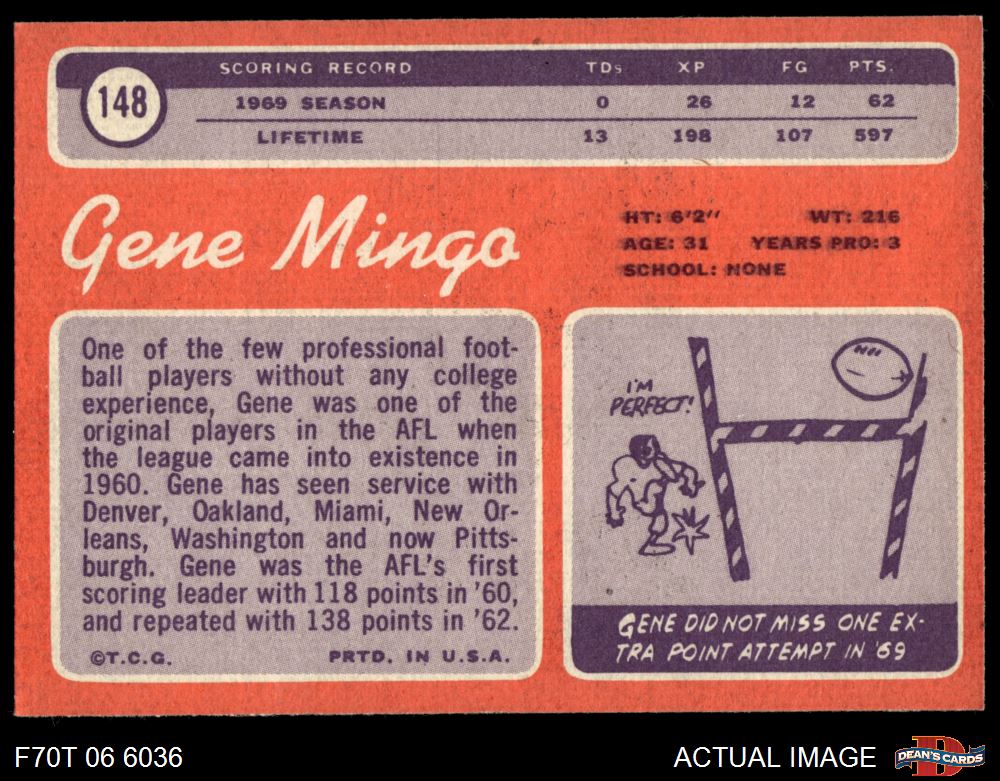 148
SCORING RECORD TDs XP FG PTS.
1969 SEASON 0 26 12 62
LIFETIME 13 198 107 597
Gene Mingo
HT: 6'2" WT: 216
AGE: 31 YEARS PRO: 3
SCHOOL: NONE
One of the few professional foot-
ball players without any college
experience, Gene was one of the
original players in the AFL when
the league came into existence in
1960. Gene has seen service with
Denver, Oakland, Miami, New Or-
leans, Washington and now Pitts-
burgh. Gene was the AFL's first
scoring leader with 118 points in '60,
and repeated with 138 points in '62.
©T.C.G. PRTD. IN U.S.A.
I'M
PERFECT!
GENE DID NOT MISS ONE EX-
TRA POINT ATTEMPT IN '69
F70T 06 6036
ACTUAL IMAGE
D
DEAN'S CARDS